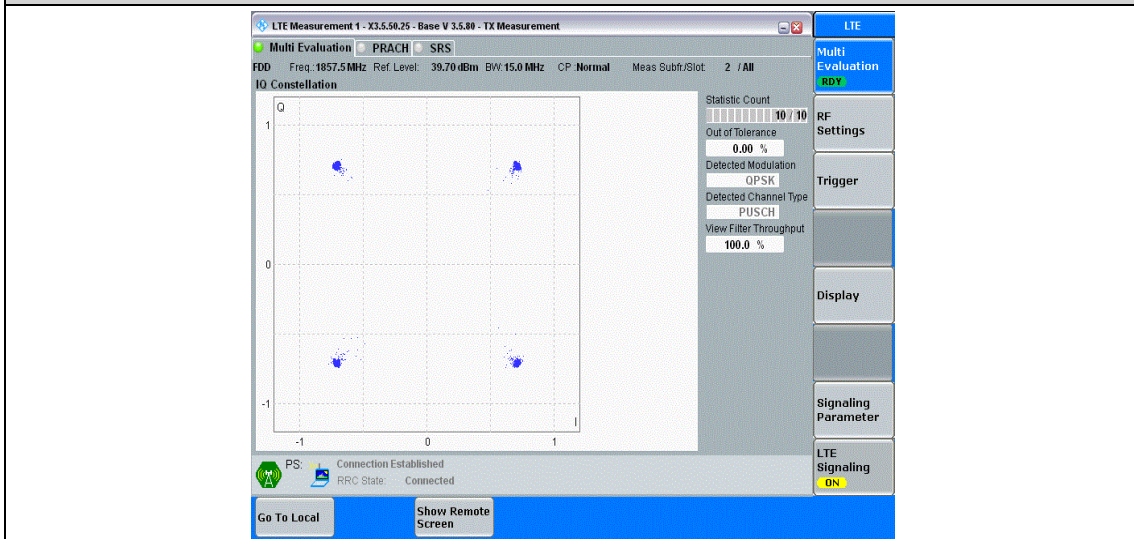 LTE Measurement 1 - X3.5.50.25 - Base V 3.5.80 - TX Measurement
LTE
Multi Evaluation PRACH SRS
FDD Freq.:1857.5 MHz Ref. Level: 39.70 dBm BW:15.0 MHz CP :Normal Meas Subfr./Slot: 2 / All
IQ Constellation
Q
1
0
-1
-1 0 1
I
Statistic Count
10 / 10
Out of Tolerance
0.00 %
Detected Modulation
QPSK
Detected Channel Type
PUSCH
View Filter Throughput
100.0 %
Multi
Evaluation
RDY
RF
Settings
Trigger
Display
Signaling
Parameter
LTE
Signaling
ON
PS: Connection Established
RRC State: Connected
Go To Local
Show Remote
Screen